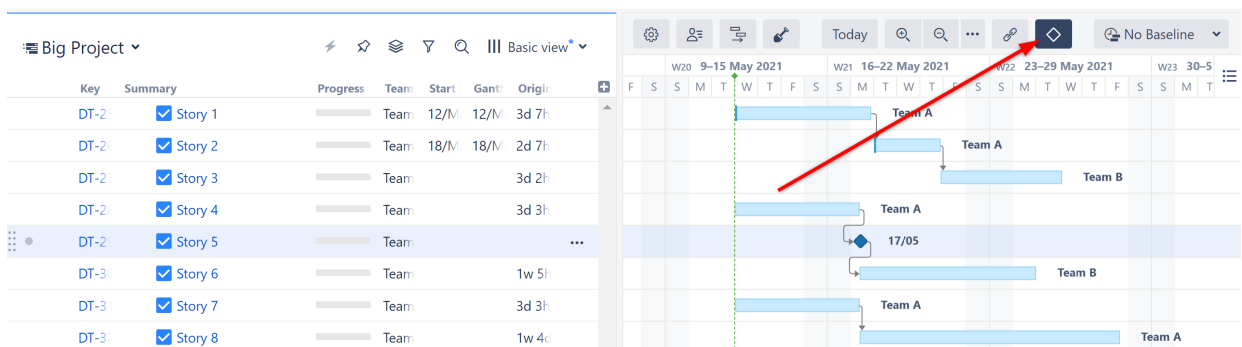 Big Project
Basic view*
Today
No Baseline
W20 9–15 May 2021
W21 16–22 May 2021
W22 23–29 May 2021
W23 30–5
Key Summary Progress Team Start Gant Origi
F S S M T W T F S S M T W T F S S M T W T F S S M T
DT-2 Story 1 Team 12/M 12/M 3d 7h Team A
DT-2 Story 2 Team 18/M 18/M 2d 7h Team A
DT-2 Story 3 Team 3d 2h Team B
DT-2 Story 4 Team 3d 3h Team A
DT-2 Story 5 Team 17/05
DT-3 Story 6 Team 1w 5h Team B
DT-3 Story 7 Team 3d 3h Team A
DT-3 Story 8 Team 1w 4d Team A